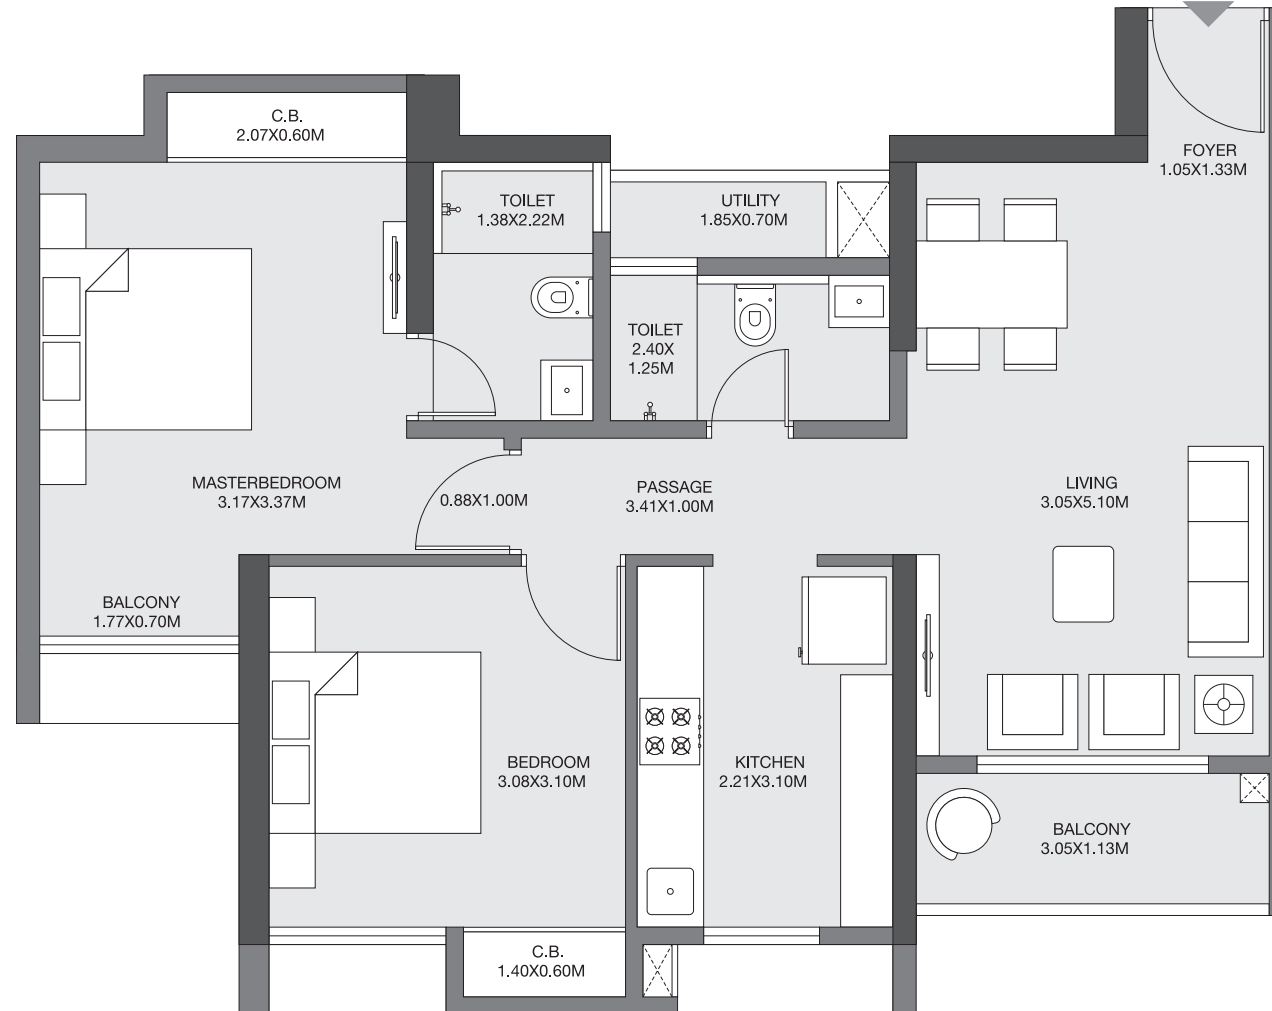 C.B.
2.07X0.60M
FOYER
1.05X1.33M
TOILET
1.38X2.22M
UTILITY
1.85X0.70M
TOILET
2.40X
1.25M
MASTERBEDROOM
3.17X3.37M
0.88X1.00M
PASSAGE
3.41X1.00M
LIVING
3.05X5.10M
BALCONY
1.77X0.70M
BEDROOM
3.08X3.10M
KITCHEN
2.21X3.10M
BALCONY
3.05X1.13M
C.B.
1.40X0.60M